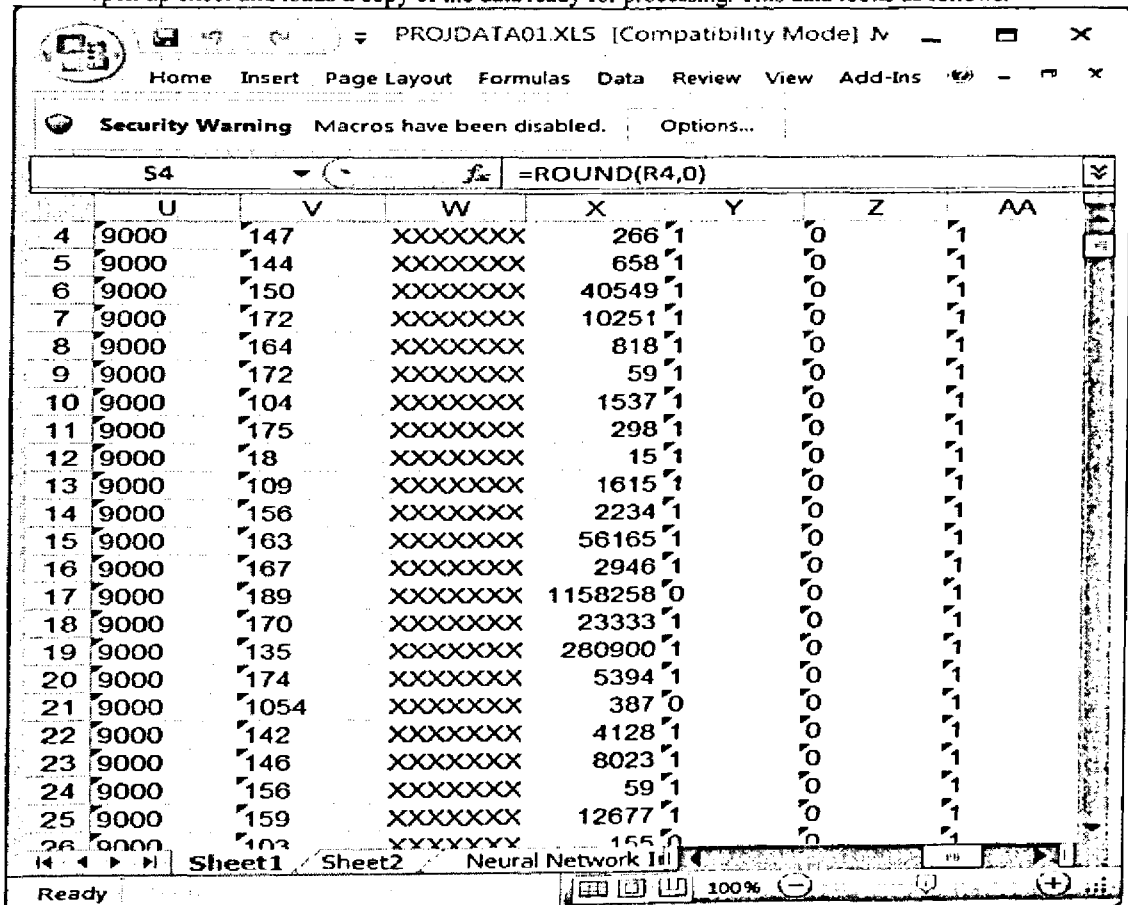 PROJDATA01.XLS [Compatibility Mode]
Home Insert Page Layout Formulas Data Review View Add-Ins
Security Warning Macros have been disabled. Options...
S4 fx =ROUND(R4,0)
U V W X Y Z AA
4 9000 147 XXXXXXX 266 1 0 1
5 9000 144 XXXXXXX 658 1 0 1
6 9000 150 XXXXXXX 40549 1 0 1
7 9000 172 XXXXXXX 10251 1 0 1
8 9000 164 XXXXXXX 818 1 0 1
9 9000 172 XXXXXXX 59 1 0 1
10 9000 104 XXXXXXX 1537 1 0 1
11 9000 175 XXXXXXX 298 1 0 1
12 9000 18 XXXXXXX 15 1 0 1
13 9000 109 XXXXXXX 1615 1 0 1
14 9000 156 XXXXXXX 2234 1 0 1
15 9000 163 XXXXXXX 56165 1 0 1
16 9000 167 XXXXXXX 2946 1 0 1
17 9000 189 XXXXXXX 1158258 0 0 1
18 9000 170 XXXXXXX 23333 1 0 1
19 9000 135 XXXXXXX 280900 1 0 1
20 9000 174 XXXXXXX 5394 1 0 1
21 9000 1054 XXXXXXX 387 0 0 1
22 9000 142 XXXXXXX 4128 1 0 1
23 9000 146 XXXXXXX 8023 1 0 1
24 9000 156 XXXXXXX 59 1 0 1
25 9000 159 XXXXXXX 12677 1 0 1
26 9000 103 XXXXXXX 155 0 0 1
Sheet1 Sheet2 Neural Network
Ready 100%